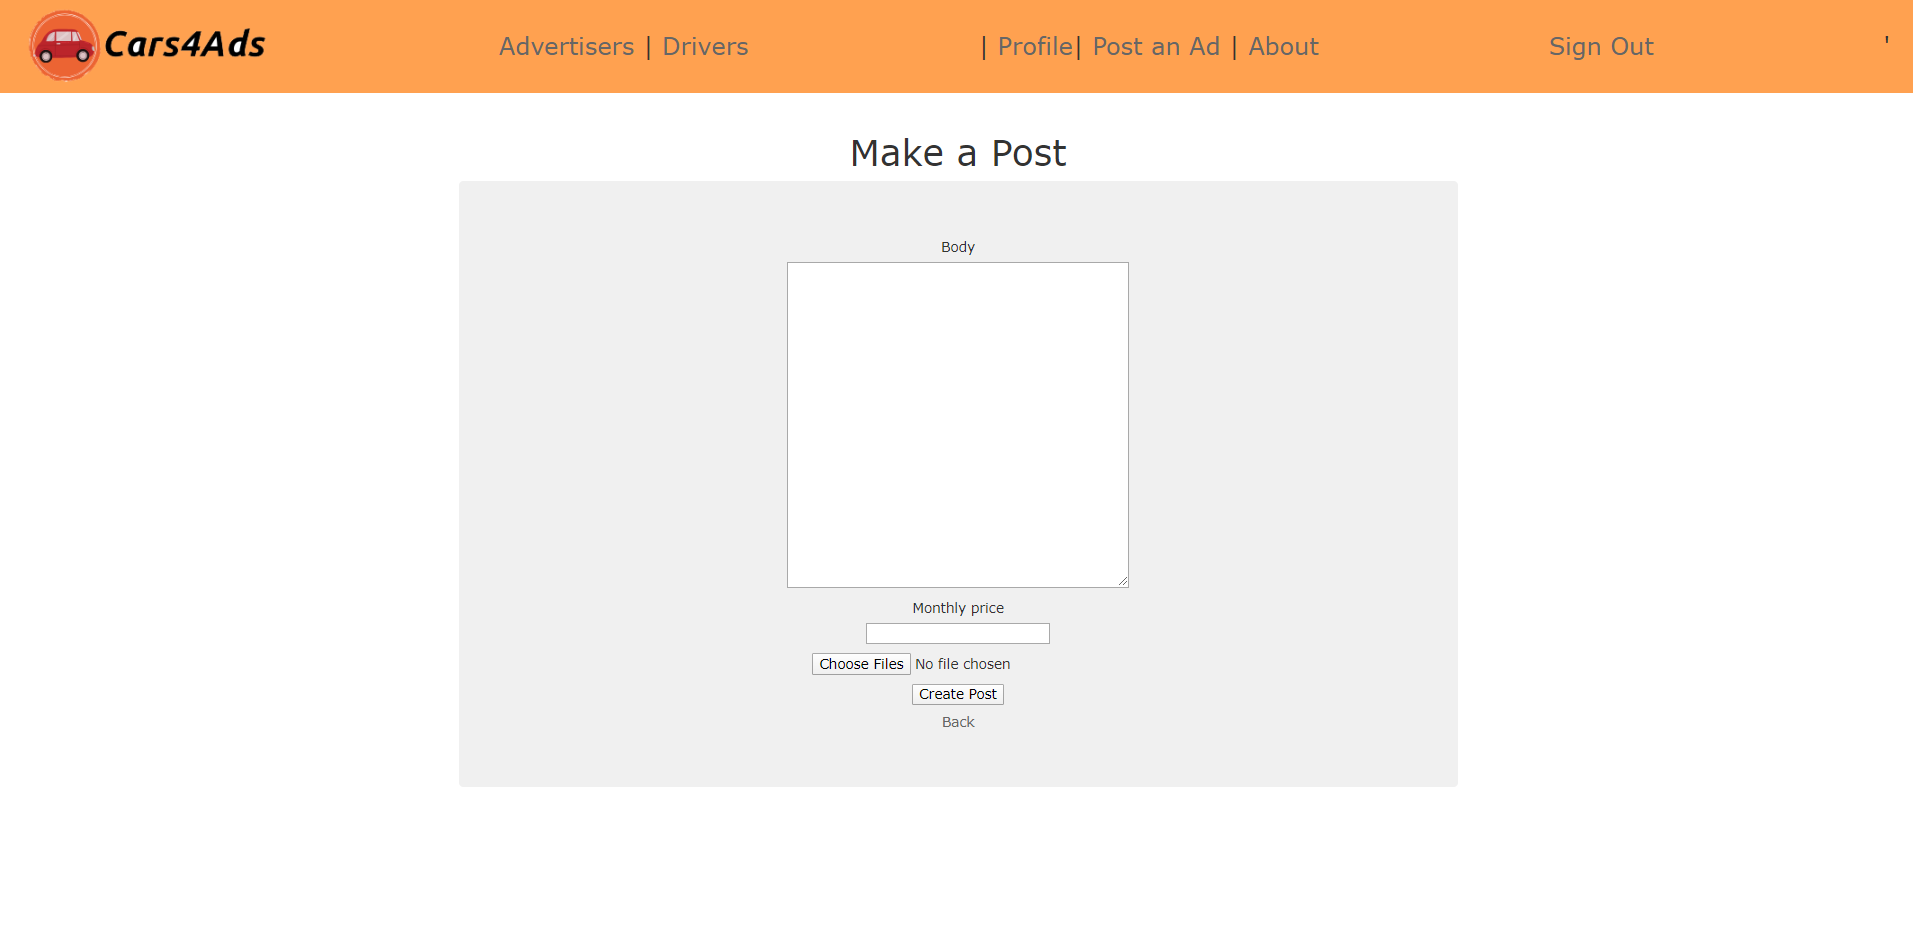 Cars4Ads Advertisers | Drivers | Profile| Post an Ad | About Sign Out '
Make a Post
Body
Monthly price
Choose Files No file chosen
Create Post
Back